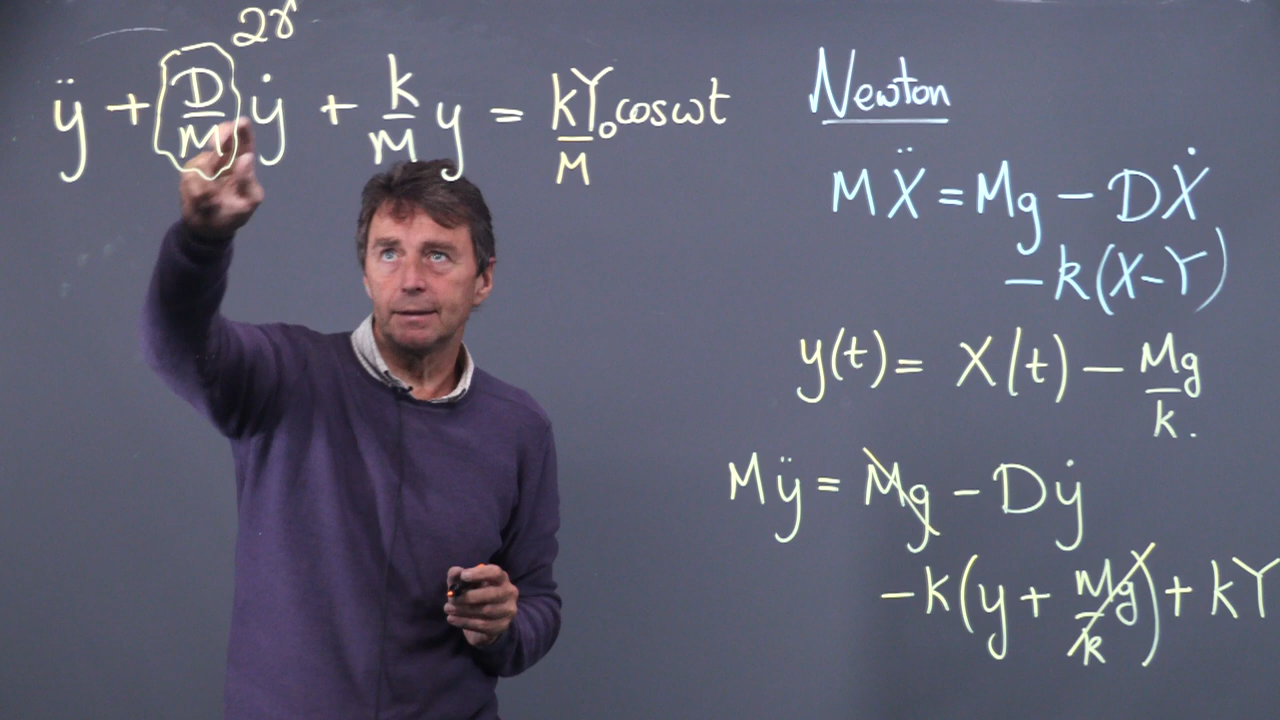 2γ
ÿ + D/M ẏ + k/M y = kY₀/M cosωt
Newton
MẌ = Mg − DẊ
−k(X−Y)
y(t) = X(t) − Mg/k.
Mÿ = Mg − Dẏ
−k(y + Mg/k) + kY